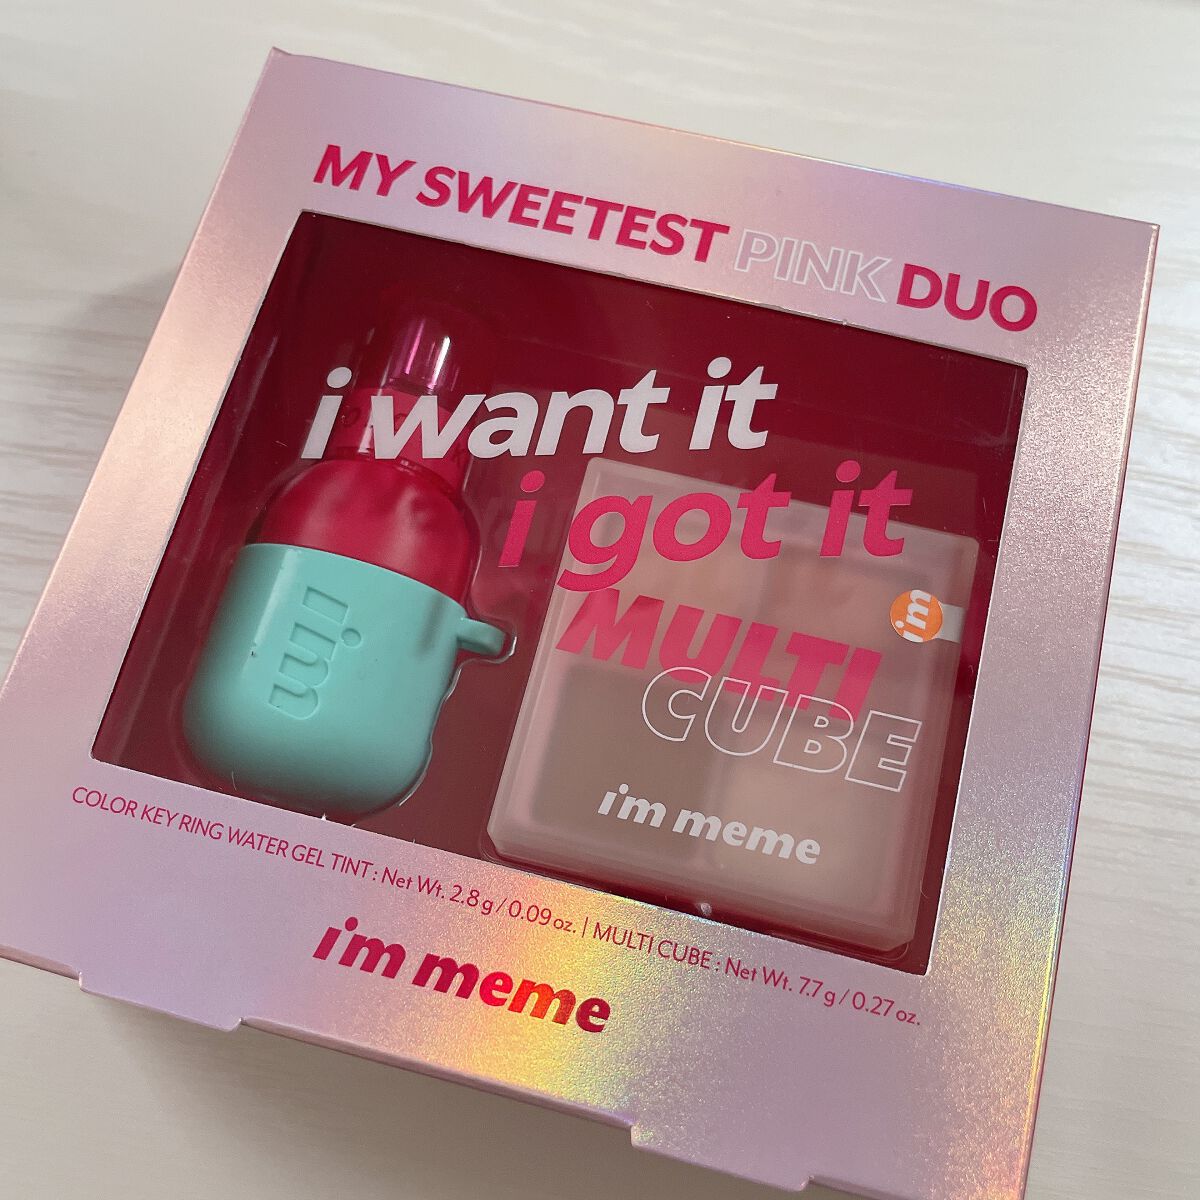 MY SWEETEST PINK DUO
i want it
i got it
MULTI
CUBE
i'm
i'm meme
i'm
COLOR KEY RING WATER GEL TINT : Net Wt. 2.8 g / 0.09 oz. | MULTI CUBE : Net Wt. 7.7 g / 0.27 oz.
i'm meme